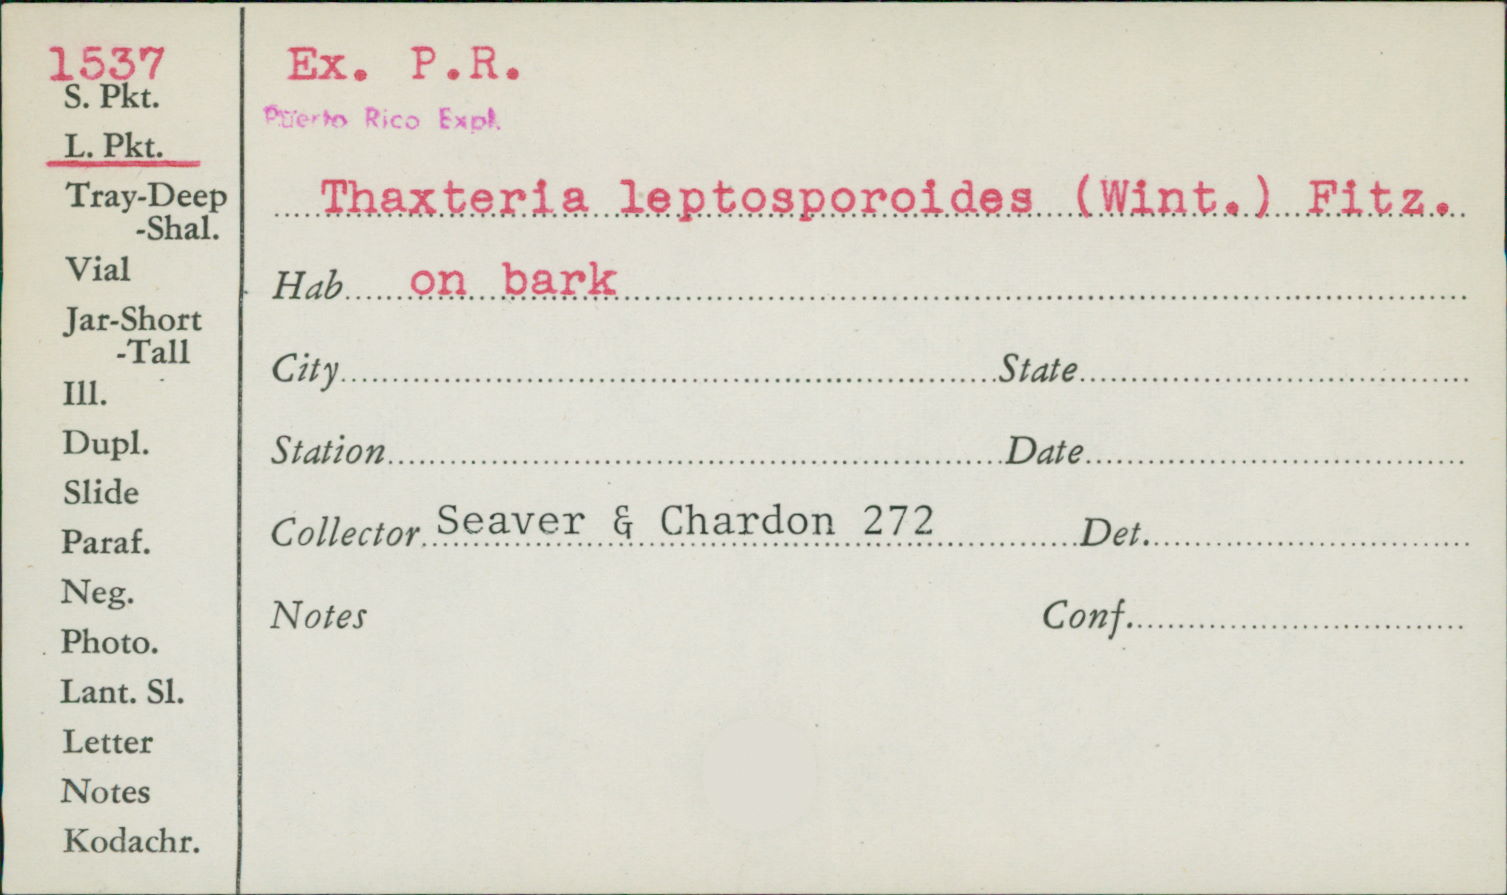 1537
S. Pkt.
L. Pkt.
Tray-Deep
-Shal.
Vial
Jar-Short
-Tall
Ill.
Dupl.
Slide
Paraf.
Neg.
Photo.
Lant. Sl.
Letter
Notes
Kodachr.
Ex. P.R.
Puerto Rico Expl.
Thaxteria leptosporoides (Wint.) Fitz.
Hab on bark
City State
Station Date
Collector Seaver & Chardon 272 Det.
Notes Conf.